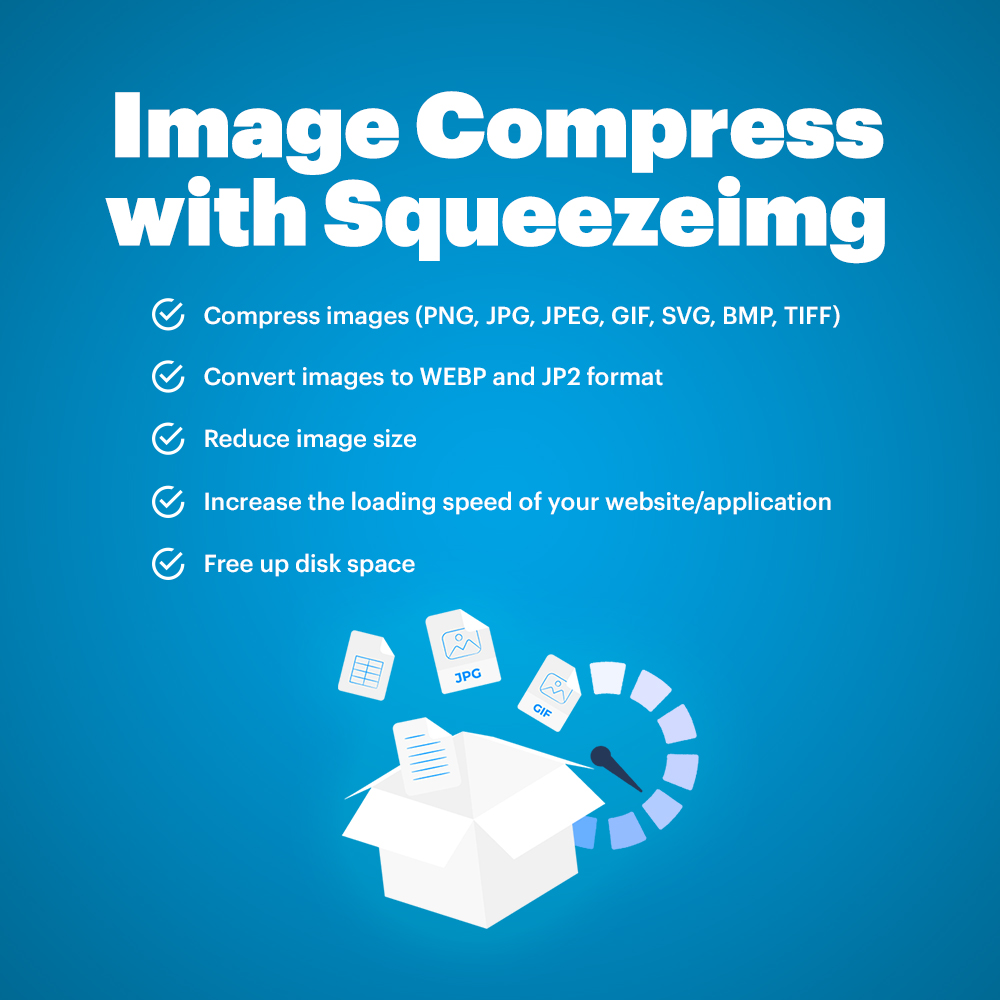 Image Compress
with Squeezeimg
Compress images (PNG, JPG, JPEG, GIF, SVG, BMP, TIFF)
Convert images to WEBP and JP2 format
Reduce image size
Increase the loading speed of your website/application
Free up disk space
JPG
GIF